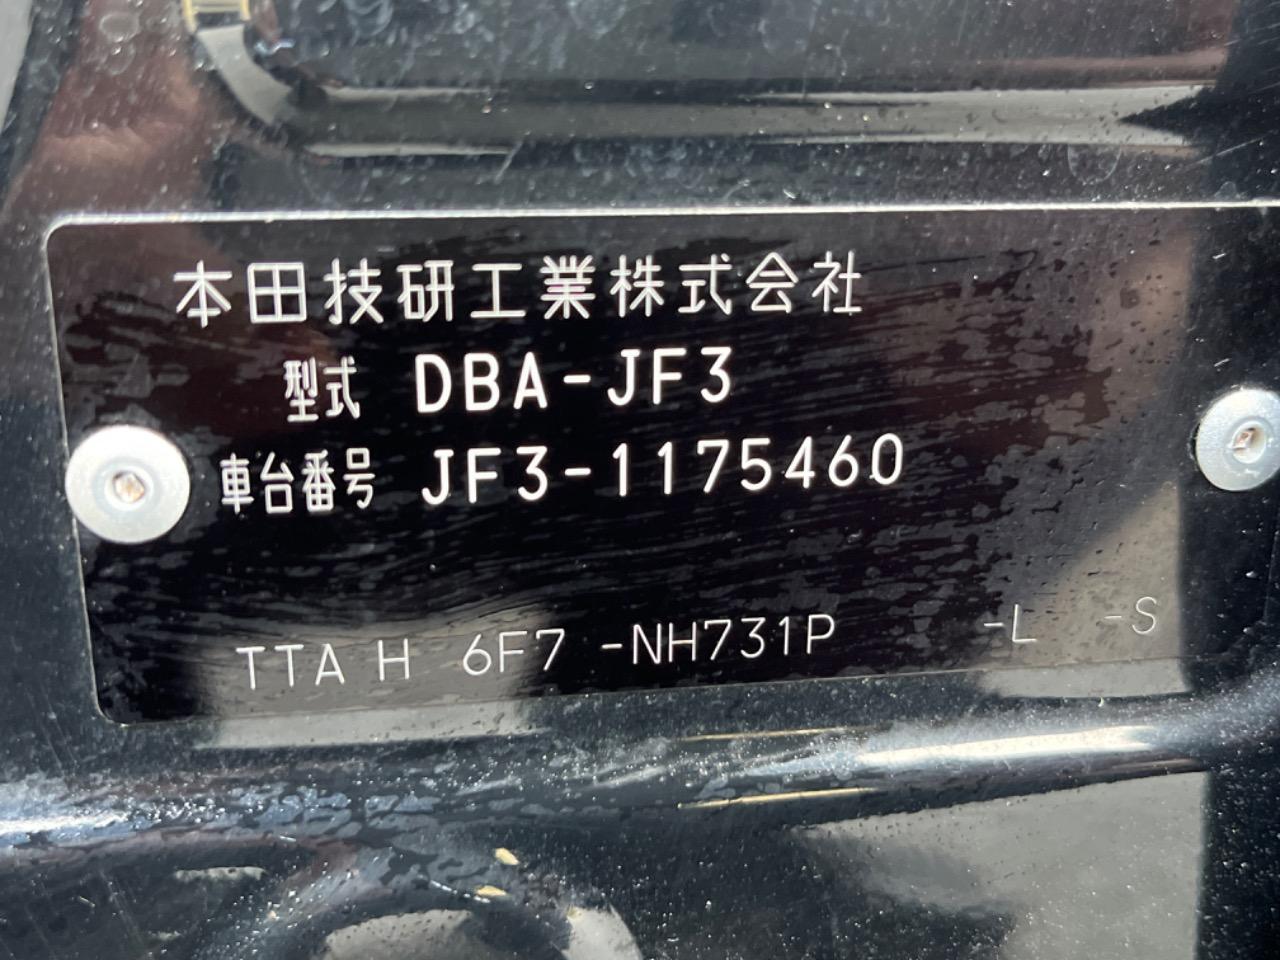 本田技研工業株式会社
型式 DBA-JF3
車台番号 JF3-1175460
TTA H 6F7 -NH731P -L -S